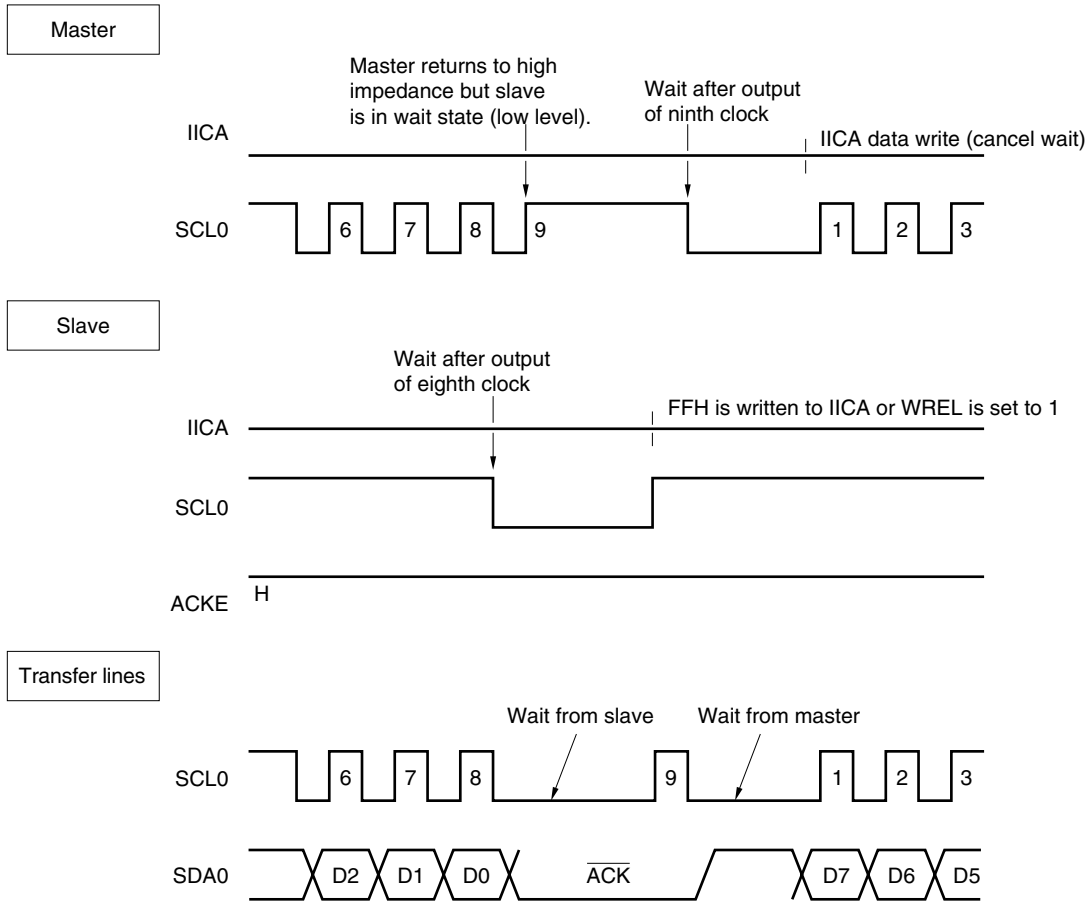 Master
Master returns to high
impedance but slave
is in wait state (low level).
Wait after output
of ninth clock
IICA
IICA data write (cancel wait)
SCL0
6 7 8 9 1 2 3
Slave
Wait after output
of eighth clock
FFH is written to IICA or WREL is set to 1
IICA
SCL0
H
ACKE
Transfer lines
Wait from slave Wait from master
SCL0
6 7 8 9 1 2 3
SDA0
D2 D1 D0 ACK D7 D6 D5